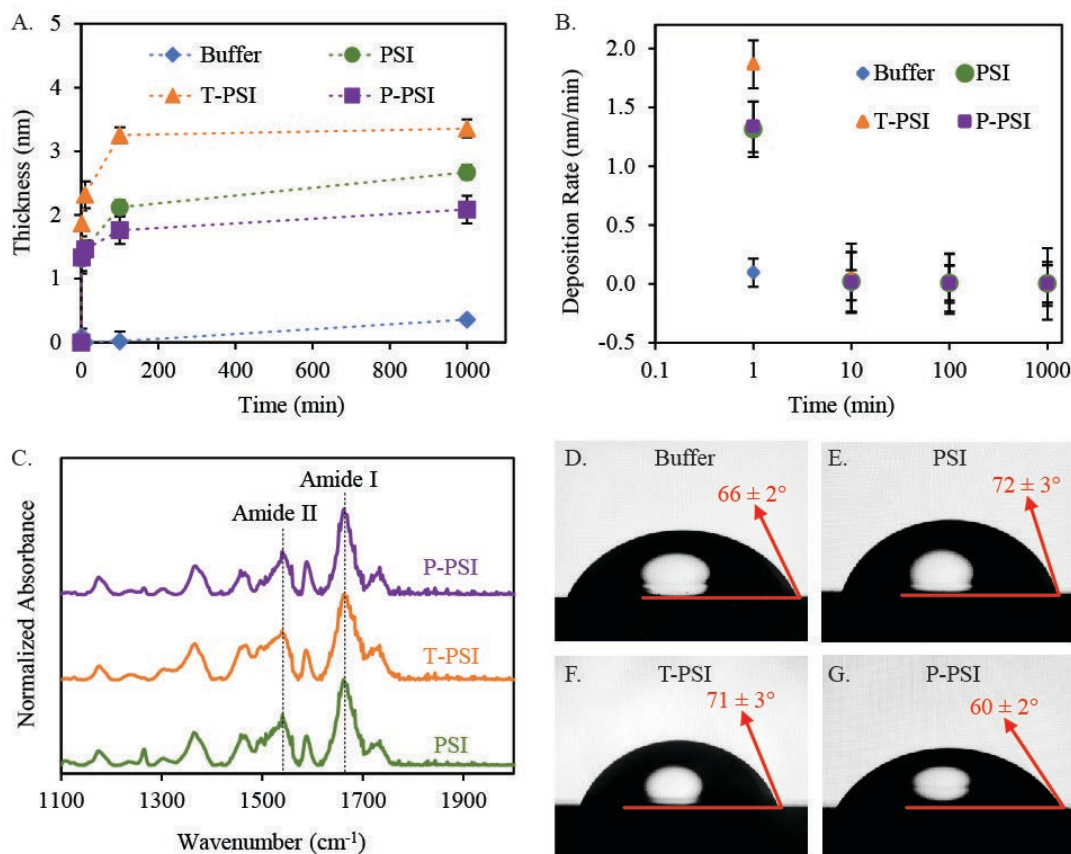 A.
5
4
3
2
1
0
Thickness (nm)
Buffer
PSI
T-PSI
P-PSI
0 200 400 600 800 1000
Time (min)
B.
2.0
1.5
1.0
0.5
0.0
-0.5
Deposition Rate (nm/min)
Buffer
PSI
T-PSI
P-PSI
0.1 1 10 100 1000
Time (min)
C.
Amide I
Amide II
P-PSI
T-PSI
PSI
Normalized Absorbance
1100 1300 1500 1700 1900
Wavenumber (cm⁻¹)
D. Buffer
66 ± 2°
E. PSI
72 ± 3°
F. T-PSI
71 ± 3°
G. P-PSI
60 ± 2°